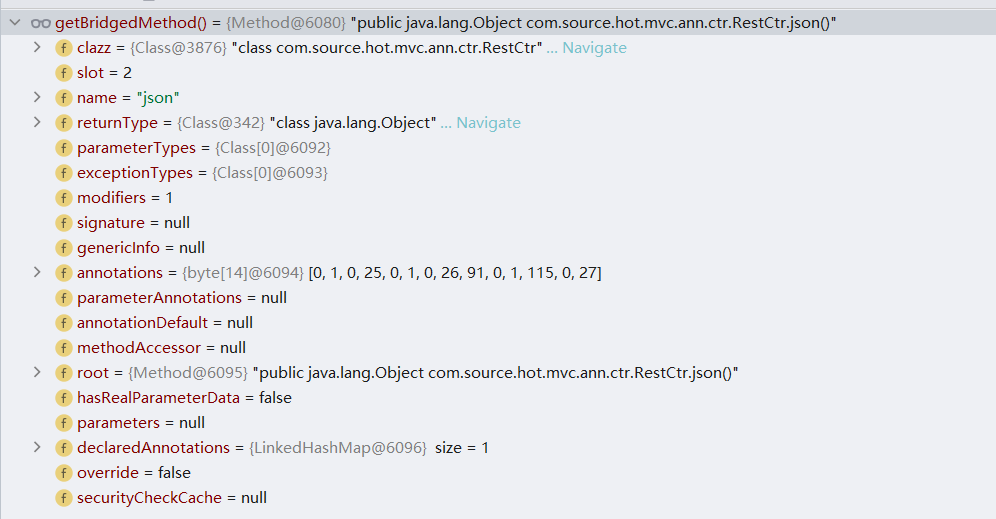 getBridgedMethod() = {Method@6080} "public java.lang.Object com.source.hot.mvc.ann.ctr.RestCtr.json()"
f clazz = {Class@3876} "class com.source.hot.mvc.ann.ctr.RestCtr" ... Navigate
f slot = 2
f name = "json"
f returnType = {Class@342} "class java.lang.Object" ... Navigate
f parameterTypes = {Class[0]@6092}
f exceptionTypes = {Class[0]@6093}
f modifiers = 1
f signature = null
f genericInfo = null
f annotations = {byte[14]@6094} [0, 1, 0, 25, 0, 1, 0, 26, 91, 0, 1, 115, 0, 27]
f parameterAnnotations = null
f annotationDefault = null
f methodAccessor = null
f root = {Method@6095} "public java.lang.Object com.source.hot.mvc.ann.ctr.RestCtr.json()"
f hasRealParameterData = false
f parameters = null
f declaredAnnotations = {LinkedHashMap@6096} size = 1
f override = false
f securityCheckCache = null